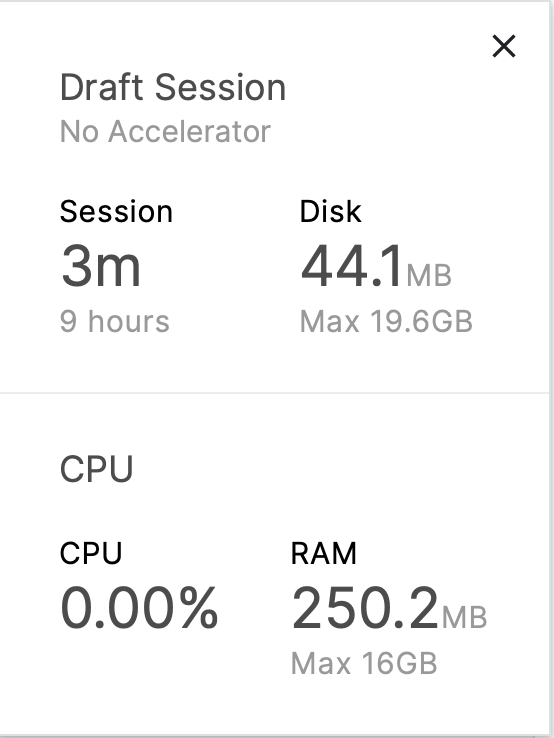 Draft Session
No Accelerator
Session
3m
9 hours
Disk
44.1MB
Max 19.6GB
CPU
CPU
0.00%
RAM
250.2MB
Max 16GB